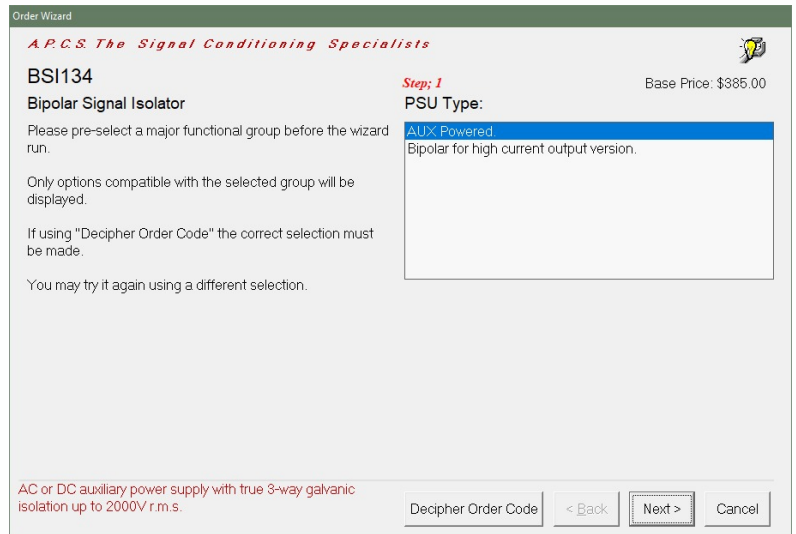 Order Wizard
A.P.C.S. The Signal Conditioning Specialists
BSI134
Bipolar Signal Isolator
Step; 1
Base Price: $385.00
PSU Type:
Please pre-select a major functional group before the wizard
run.
Only options compatible with the selected group will be
displayed.
If using "Decipher Order Code" the correct selection must
be made.
You may try it again using a different selection.
AUX Powered.
Bipolar for high current output version.
AC or DC auxiliary power supply with true 3-way galvanic
isolation up to 2000V r.m.s.
Decipher Order Code
< Back
Next >
Cancel